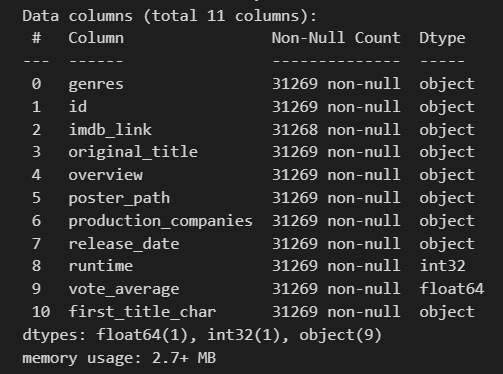 Data columns (total 11 columns):
 #   Column                Non-Null Count  Dtype
---  ------                --------------  -----
 0   genres                31269 non-null  object
 1   id                    31269 non-null  object
 2   imdb_link             31268 non-null  object
 3   original_title        31269 non-null  object
 4   overview              31269 non-null  object
 5   poster_path           31269 non-null  object
 6   production_companies  31269 non-null  object
 7   release_date          31269 non-null  object
 8   runtime               31269 non-null  int32
 9   vote_average          31269 non-null  float64
 10  first_title_char      31269 non-null  object
dtypes: float64(1), int32(1), object(9)
memory usage: 2.7+ MB